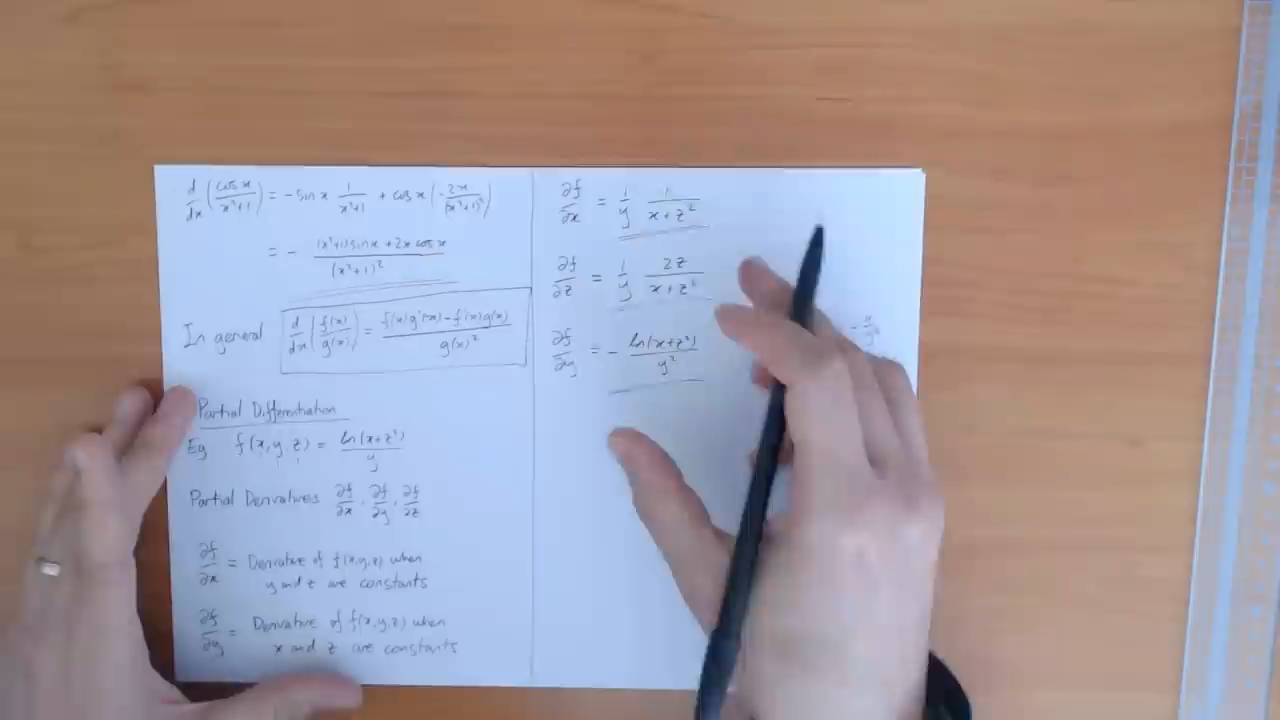 d/dx (cos x / x²+1) = - sin x 1/x²+1 + cos x (- 2x/(x²+1)²)
= - (x²+1) sin x + 2x cos x / (x²+1)²
In general d/dx (f(x)/g(x)) = f(x)g'(x) - f'(x)g(x) / g(x)²
Partial Differentiation
Eg f(x,y,z) = ln(x+z²)/y
Partial Derivatives ∂f/∂x, ∂f/∂y, ∂f/∂z
∂f/∂x = Derivative of f(x,y,z) when
y and z are constants
∂f/∂y = Derivative of f(x,y,z) when
x and z are constants
∂f/∂x = 1/y 1/x+z²
∂f/∂z = 1/y 2z/x+z²
∂f/∂y = - ln(x+z²)/y²